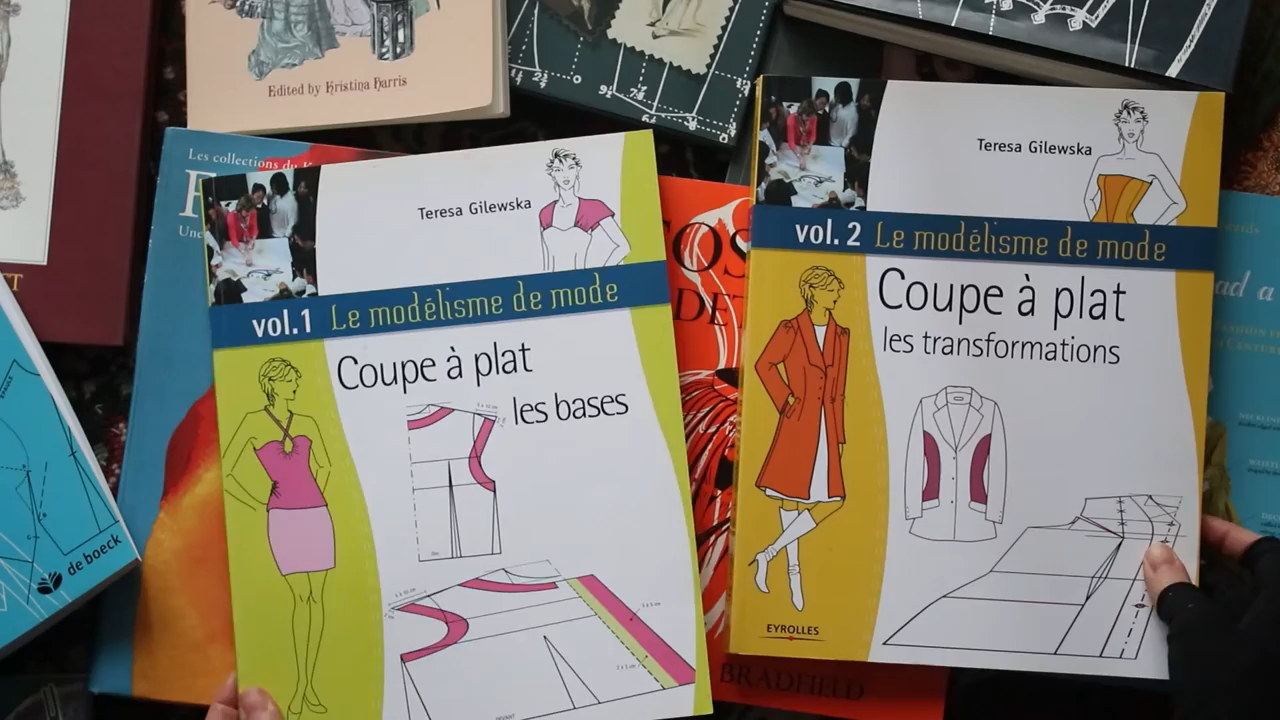 Edited by Kristina Harris
Les collections du
Teresa Gilewska
vol.1 Le modélisme de mode
Coupe à plat
les bases
Teresa Gilewska
vol. 2 Le modélisme de mode
Coupe à plat
les transformations
EYROLLES
de boeck
BRADFIELD